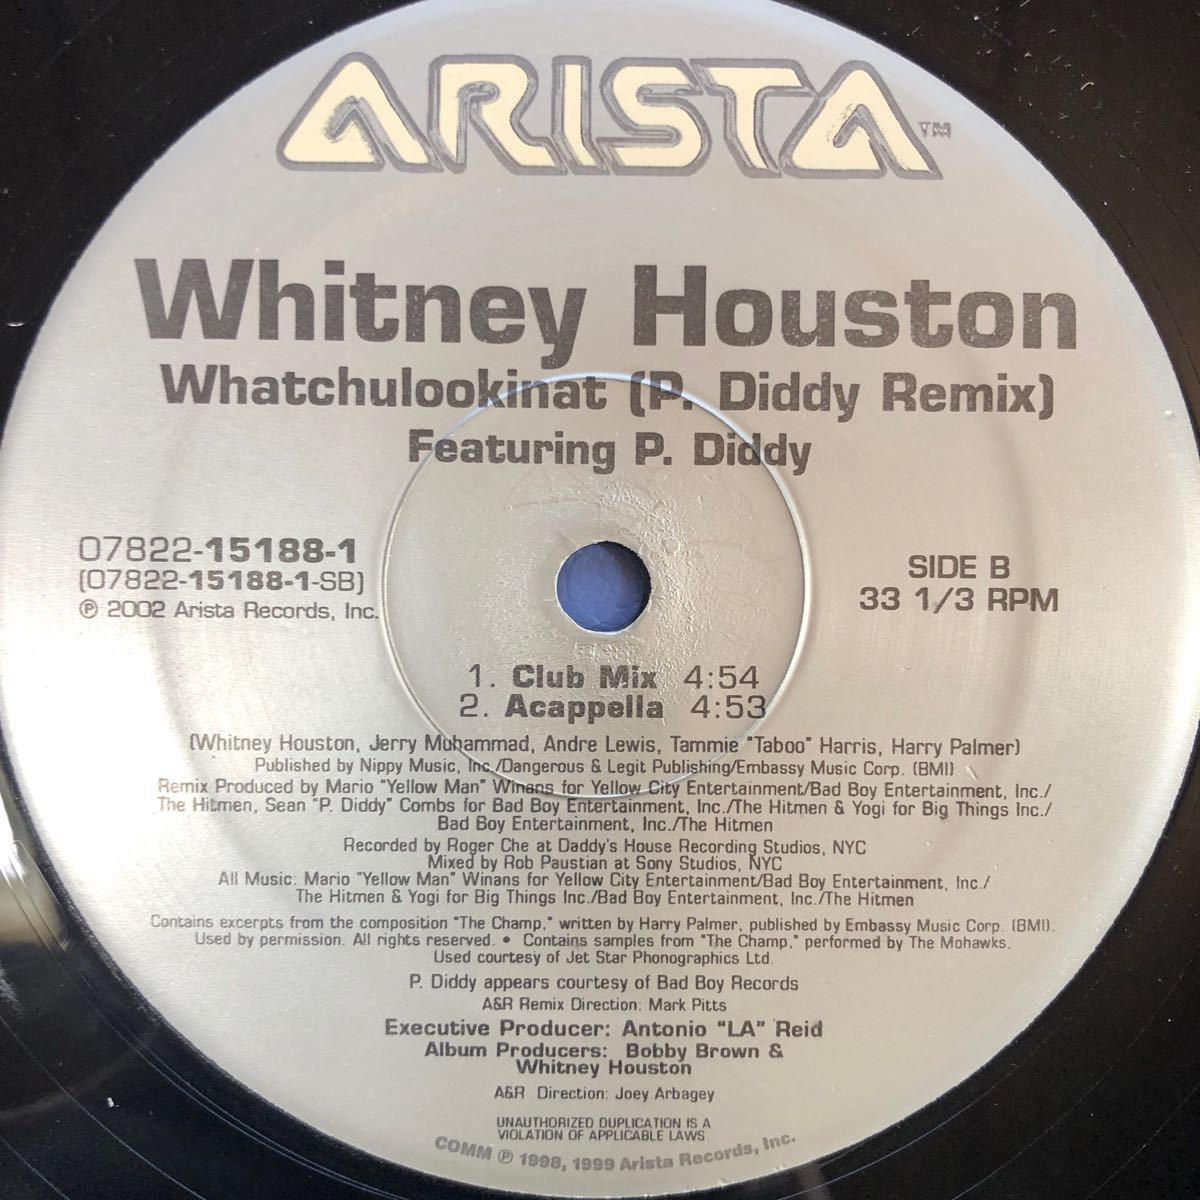 ARISTA™
Whitney Houston
Whatchulookinat (P. Diddy Remix)
Featuring P. Diddy
07822-15188-1
(07822-15188-1-SB)
℗ 2002 Arista Records, Inc.
SIDE B
33 1/3 RPM
1. Club Mix 4:54
2. Acappella 4:53
(Whitney Houston, Jerry Muhammad, Andre Lewis, Tammie "Taboo" Harris, Harry Palmer)
Published by Nippy Music, Inc./Dangerous & Legit Publishing/Embassy Music Corp. (BMI)
Remix Produced by Mario "Yellow Man" Winans for Yellow City Entertainment/Bad Boy Entertainment, Inc./
The Hitmen, Sean "P. Diddy" Combs for Bad Boy Entertainment, Inc./The Hitmen & Yogi for Big Things Inc./
Bad Boy Entertainment, Inc./The Hitmen
Recorded by Roger Che at Daddy's House Recording Studios, NYC
Mixed by Rob Paustian at Sony Studios, NYC
All Music: Mario "Yellow Man" Winans for Yellow City Entertainment/Bad Boy Entertainment, Inc./
The Hitmen & Yogi for Big Things Inc./Bad Boy Entertainment, Inc./The Hitmen
Contains excerpts from the composition "The Champ," written by Harry Palmer, published by Embassy Music Corp. (BMI).
Used by permission. All rights reserved. • Contains samples from "The Champ," performed by The Mohawks.
Used courtesy of Jet Star Phonographics Ltd.
P. Diddy appears courtesy of Bad Boy Records
A&R Remix Direction: Mark Pitts
Executive Producer: Antonio "LA" Reid
Album Producers: Bobby Brown &
Whitney Houston
A&R Direction: Joey Arbagey
UNAUTHORIZED DUPLICATION IS A
VIOLATION OF APPLICABLE LAWS
COMM ℗ 1998, 1999 Arista Records, Inc.